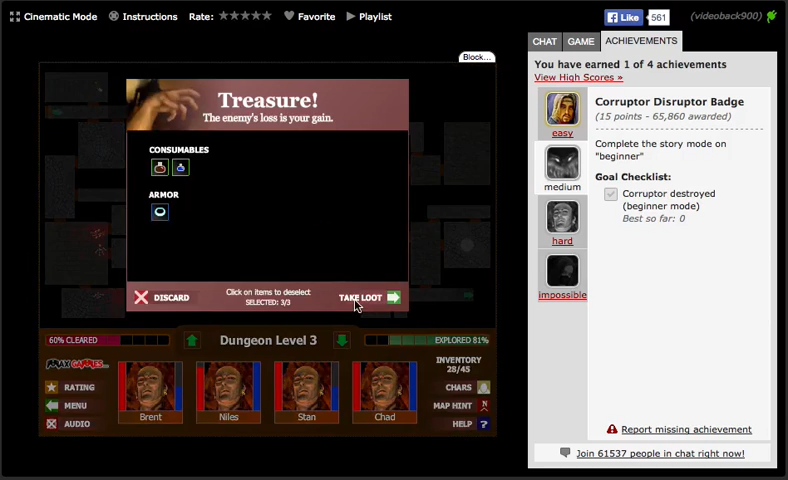 Cinematic Mode Instructions Rate: Favorite Playlist
Like 561 (videoback900)
CHAT GAME ACHIEVEMENTS
You have earned 1 of 4 achievements
View High Scores »
easy
medium
hard
impossible
Corruptor Disruptor Badge
(15 points - 65,860 awarded)
Complete the story mode on
"beginner"
Goal Checklist:
Corruptor destroyed
(beginner mode)
Best so far: 0
Report missing achievement
Join 61537 people in chat right now!
Block...
Treasure!
The enemy's loss is your gain.
CONSUMABLES
ARMOR
DISCARD
Click on items to deselect
SELECTED: 3/3
TAKE LOOT
60% CLEARED
Dungeon Level 3
EXPLORED 81%
MAX GAMES
RATING
MENU
AUDIO
Brent
Niles
Stan
Chad
INVENTORY
28/45
CHARS
MAP HINT N
HELP ?